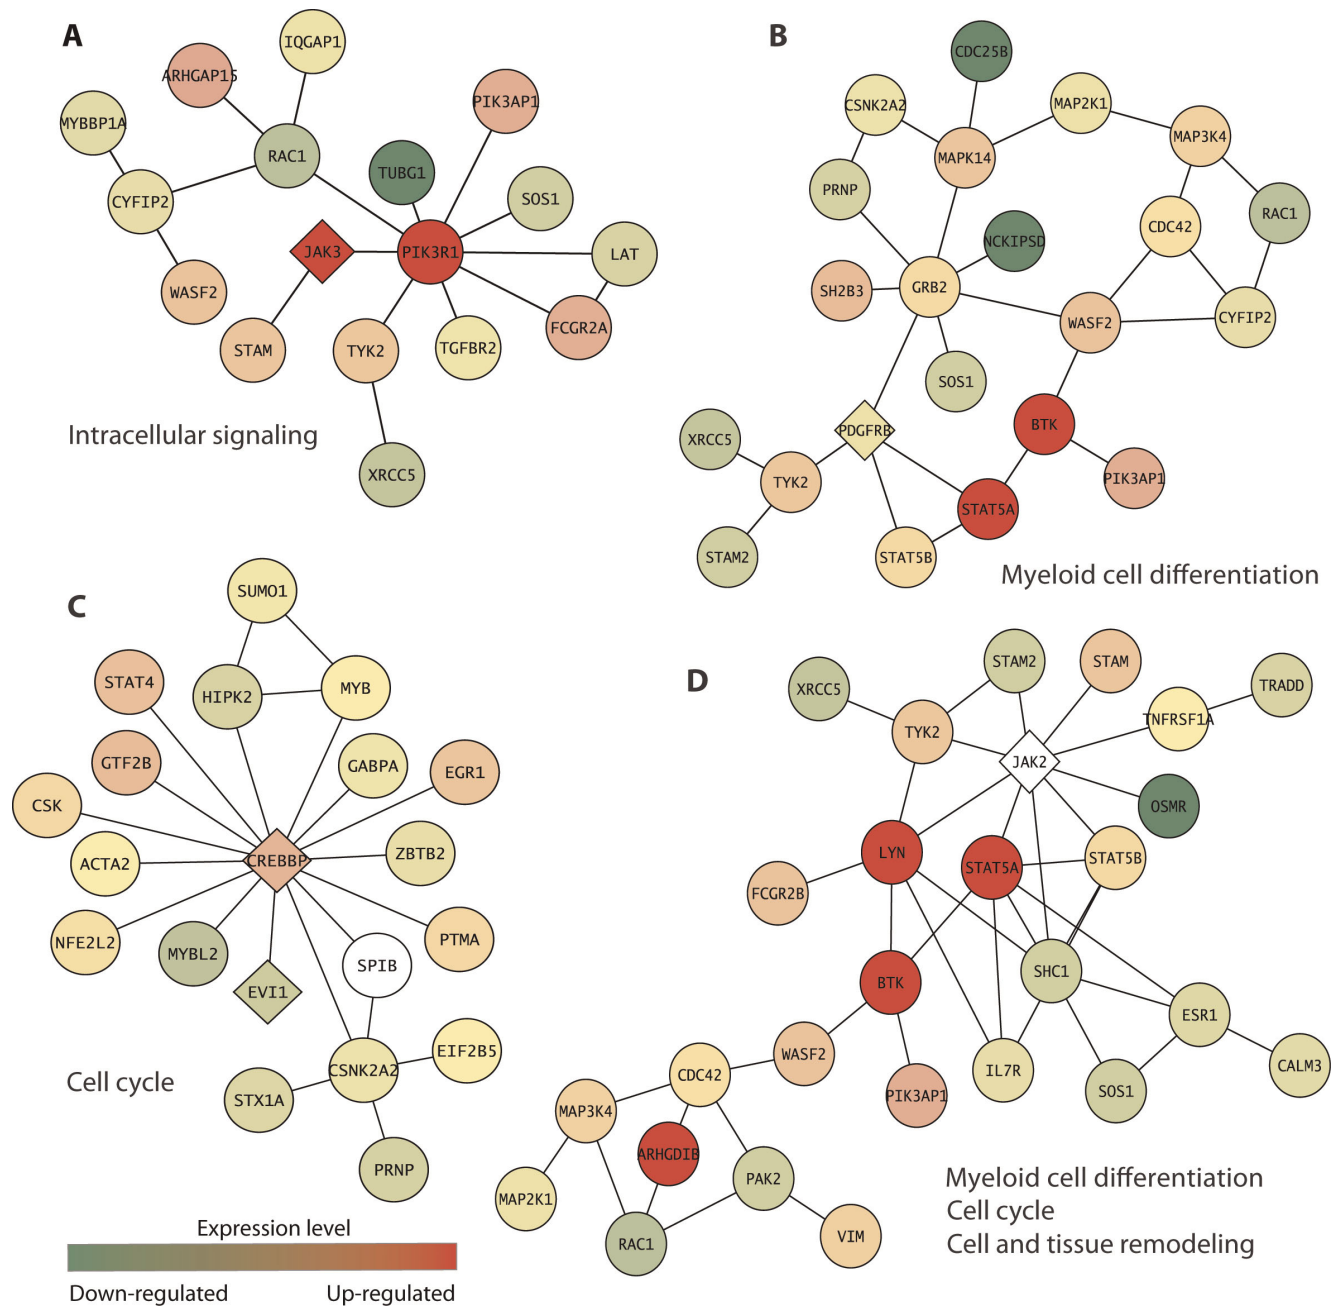 A
IQGAP1
ARHGAP15
PIK3AP1
MYBBP1A
RAC1
TUBG1
SOS1
CYFIP2
JAK3
PIK3R1
LAT
WASF2
FCGR2A
STAM
TYK2
TGFBR2
Intracellular signaling
XRCC5
B
CDC25B
CSNK2A2
MAP2K1
MAP3K4
MAPK14
PRNP
RAC1
CDC42
NCKIPSD
SH2B3
GRB2
WASF2
CYFIP2
SOS1
PDGFRB
BTK
XRCC5
TYK2
PIK3AP1
STAT5A
STAM2
STAT5B
Myeloid cell differentiation
C
SUMO1
STAT4
HIPK2
MYB
GTF2B
GABPA
EGR1
CSK
ACTA2
CREBBP
ZBTB2
NFE2L2
MYBL2
PTMA
SPIB
EVI1
EIF2B5
CSNK2A2
Cell cycle
STX1A
PRNP
Expression level
Down-regulated
Up-regulated
D
STAM2
STAM
XRCC5
TRADD
TNFRSF1A
TYK2
JAK2
OSMR
LYN
STAT5A
STAT5B
FCGR2B
SHC1
BTK
ESR1
WASF2
IL7R
CALM3
CDC42
PIK3AP1
SOS1
MAP3K4
ARHGDIB
PAK2
MAP2K1
VIM
RAC1
Myeloid cell differentiation
Cell cycle
Cell and tissue remodeling